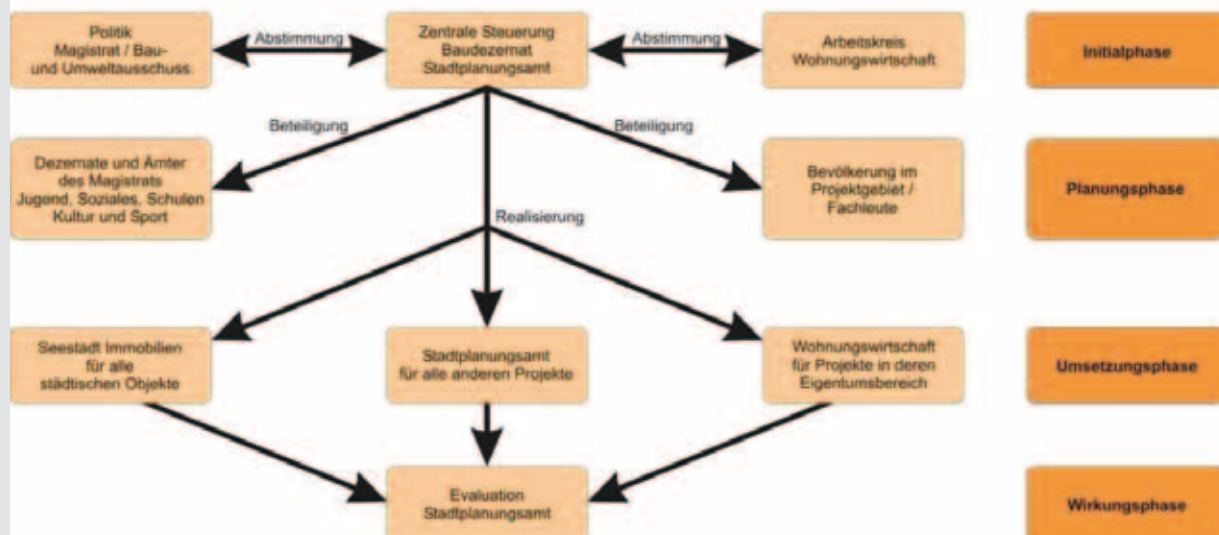 Politik
Magistrat / Bau-
und Umweltausschuss
Abstimmung
Zentrale Steuerung
Baudezernat
Stadtplanungsamt
Abstimmung
Arbeitskreis
Wohnungswirtschaft
Initialphase
Beteiligung
Beteiligung
Dezernate und Ämter
des Magistrats
Jugend, Soziales, Schulen
Kultur und Sport
Bevölkerung im
Projektgebiet /
Fachleute
Planungsphase
Realisierung
Seestadt Immobilien
für alle
städtischen Objekte
Stadtplanungsamt
für alle anderen Projekte
Wohnungswirtschaft
für Projekte in deren
Eigentumsbereich
Umsetzungsphase
Evaluation
Stadtplanungsamt
Wirkungsphase